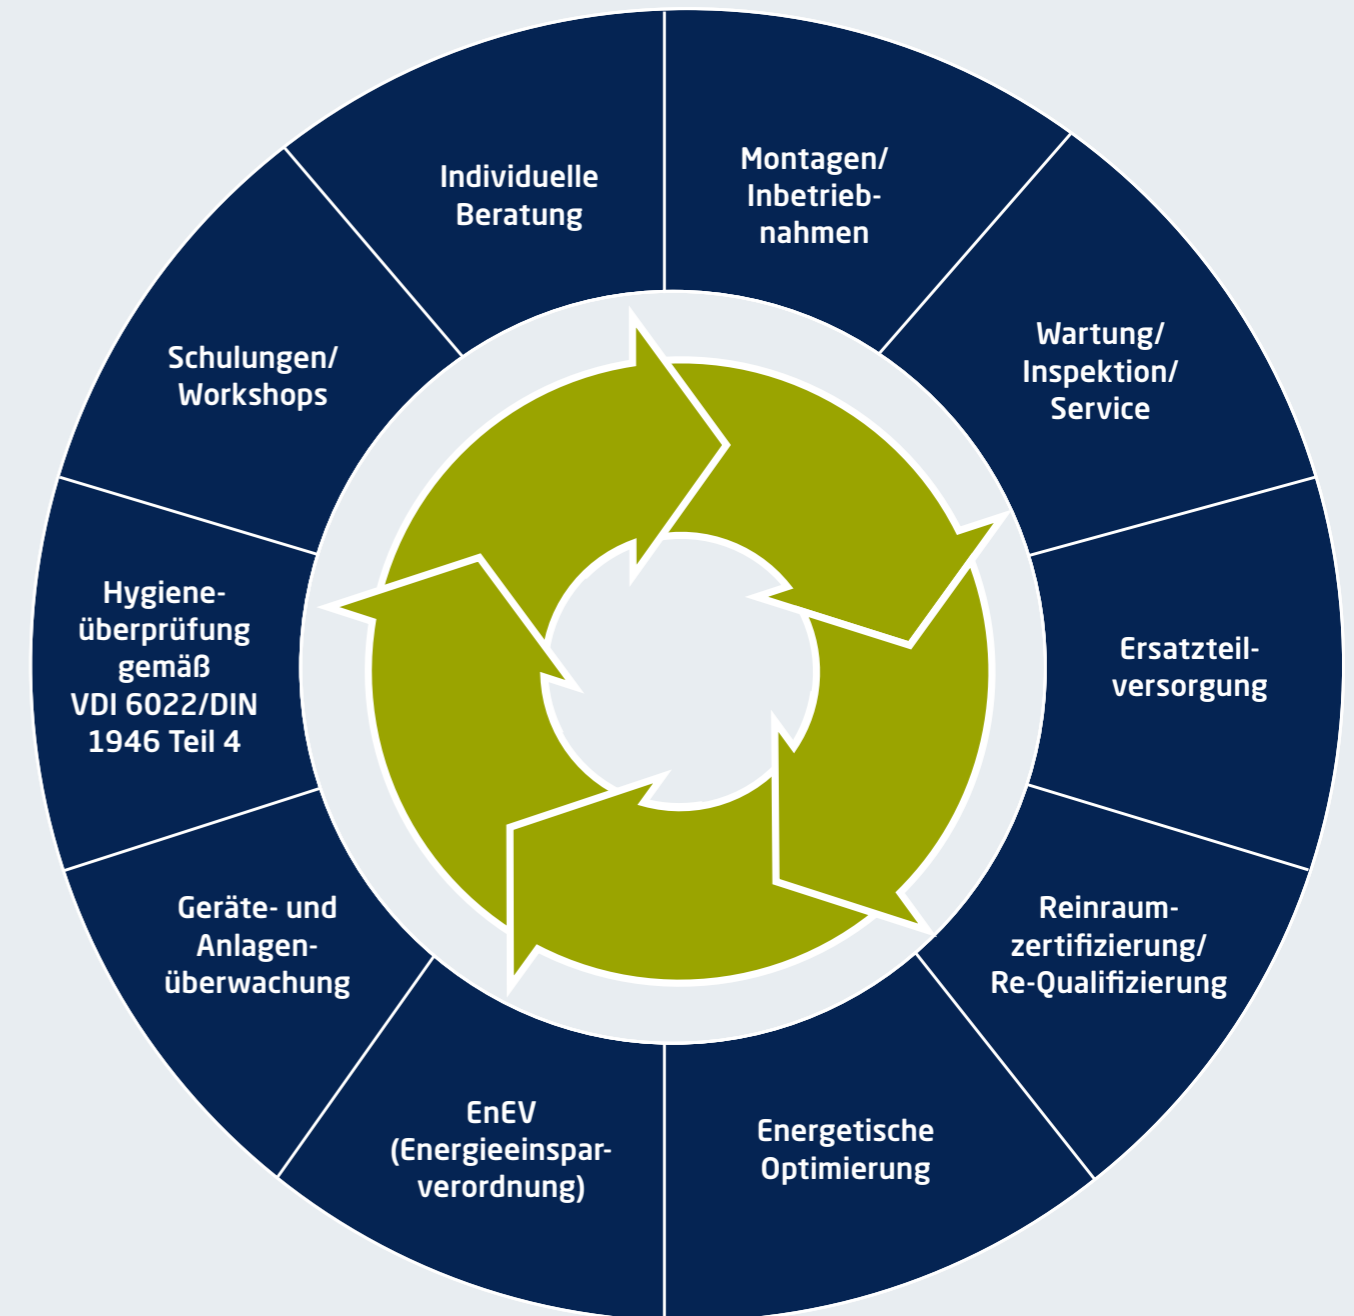 Individuelle
Beratung
Montagen/
Inbetrieb-
nahmen
Wartung/
Inspektion/
Service
Ersatzteil-
versorgung
Reinraum-
zertifizierung/
Re-Qualifizierung
Energetische
Optimierung
EnEV
(Energieeinspar-
verordnung)
Geräte- und
Anlagen-
überwachung
Hygiene-
überprüfung
gemäß
VDI 6022/DIN
1946 Teil 4
Schulungen/
Workshops